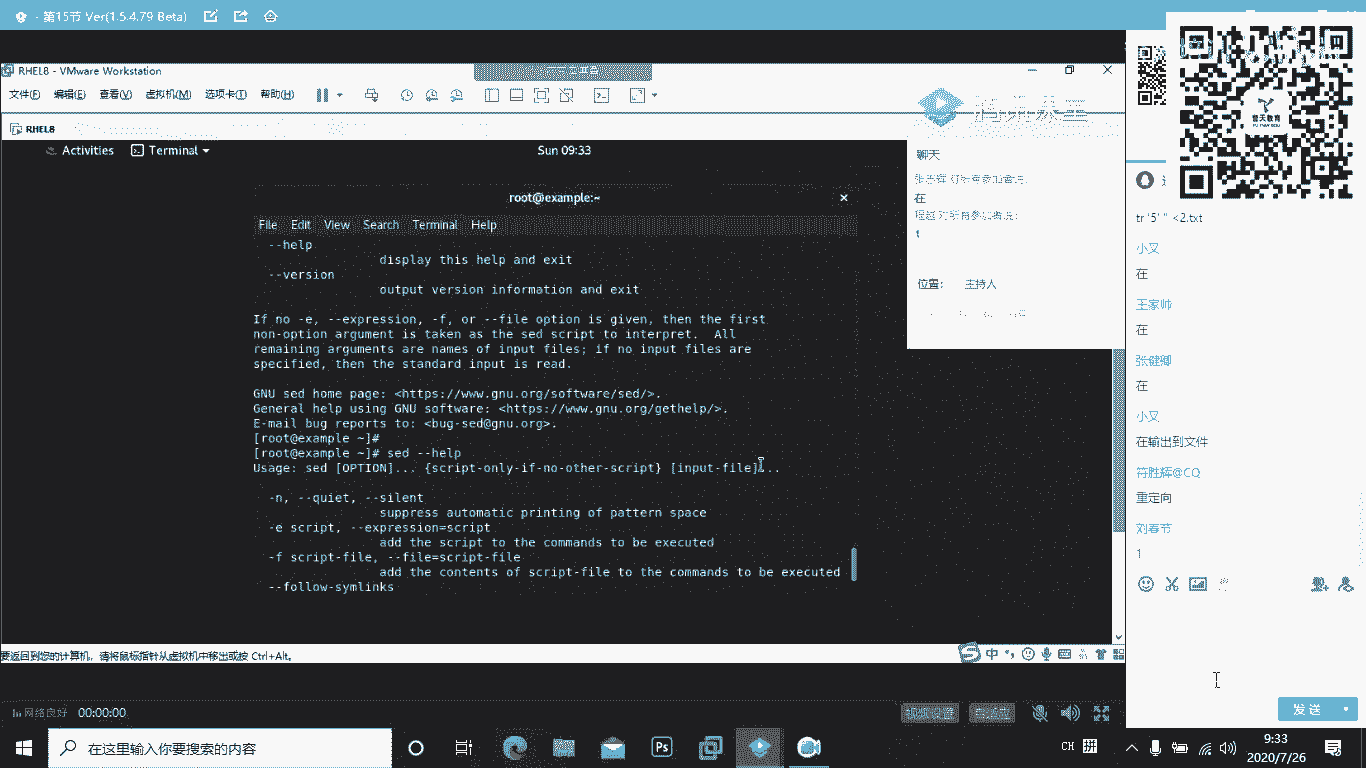 - 第15节 Ver(1.5.4.79 Beta)
RHEL8 - VMware Workstation
文件(F) 编辑(E) 查看(V) 虚拟机(M) 选项卡(T) 帮助(H)
RHEL8
Activities Terminal Sun 09:33
root@example:~
File Edit View Search Terminal Help
--help
display this help and exit
--version
output version information and exit
If no -e, --expression, -f, or --file option is given, then the first
non-option argument is taken as the sed script to interpret. All
remaining arguments are names of input files; if no input files are
specified, then the standard input is read.
GNU sed home page: <https://www.gnu.org/software/sed/>.
General help using GNU software: <https://www.gnu.org/gethelp/>.
E-mail bug reports to: <bug-sed@gnu.org>.
[root@example ~]#
[root@example ~]# sed --help
Usage: sed [OPTION]... {script-only-if-no-other-script} [input-file]...
-n, --quiet, --silent
suppress automatic printing of pattern space
-e script, --expression=script
add the script to the commands to be executed
-f script-file, --file=script-file
add the contents of script-file to the commands to be executed
--follow-symlinks
聊天
在
t
位置： 主持人
普天教育
tr '5' '' <2.txt
小又
在
王家帅
在
张健卿
在
小又
在输出到文件
符胜辉@CQ
重定向
刘春节
1
发送
要返回到您的计算机，请将鼠标指针从虚拟机中移出或按 Ctrl+Alt。
中
网络良好 00:00:00
在这里输入你要搜索的内容
CH
9:33
2020/7/26